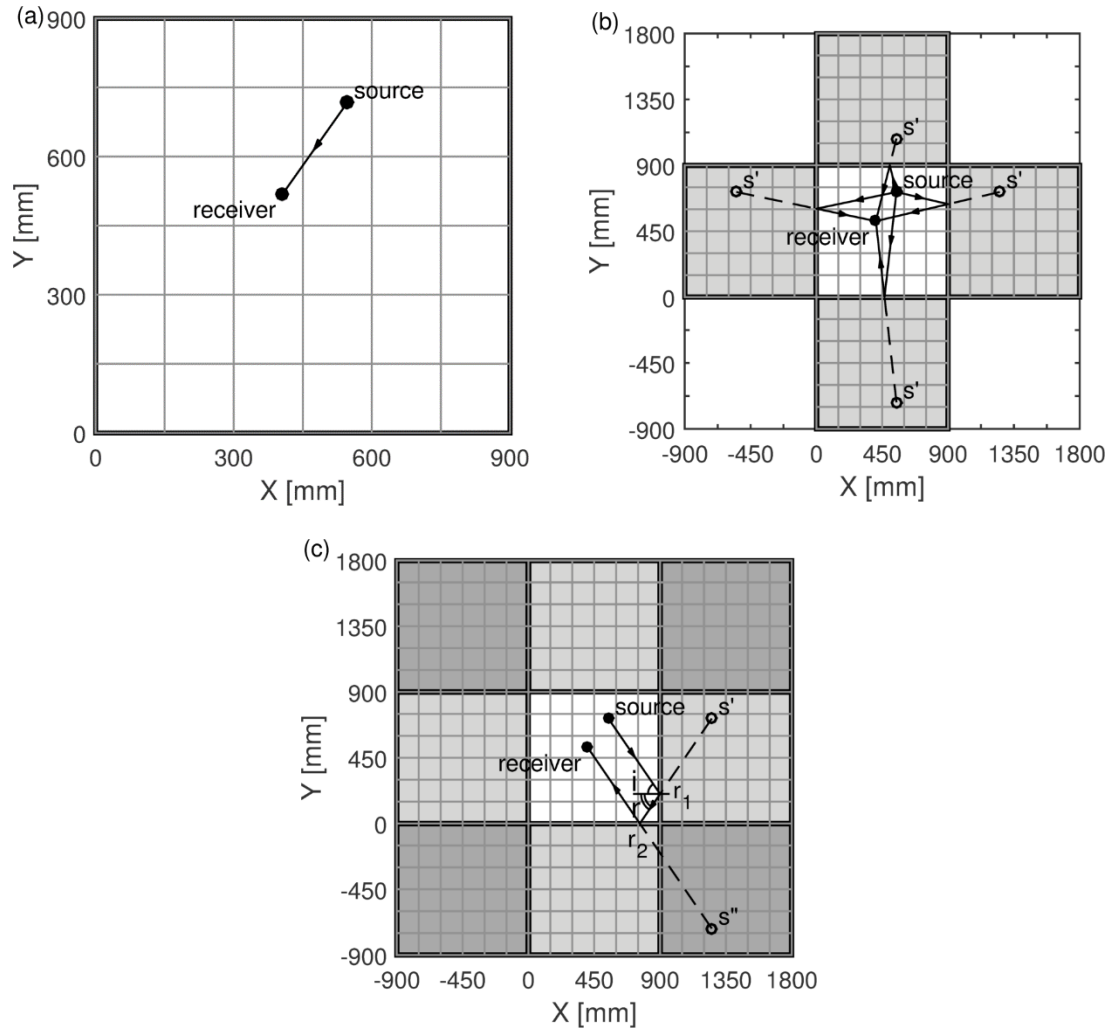 (a)
900
600
300
0
Y [mm]
source
receiver
0 300 600 900
X [mm]
(b)
1800
1350
900
450
0
-450
-900
Y [mm]
s'
s' source s'
receiver
s'
-900 -450 0 450 900 1350 1800
X [mm]
(c)
1800
1350
900
450
0
-450
-900
Y [mm]
source s'
receiver
i
r r1
r2
s"
-900 -450 0 450 900 1350 1800
X [mm]